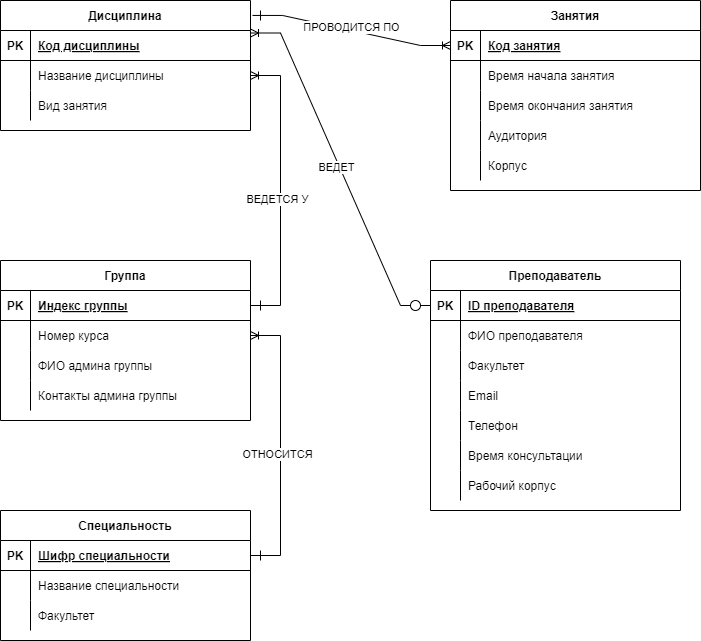 Дисциплина
PK Код дисциплины
Название дисциплины
Вид занятия
ПРОВОДИТСЯ ПО
Занятия
PK Код занятия
Время начала занятия
Время окончания занятия
Аудитория
Корпус
ВЕДЕТ
ВЕДЕТСЯ У
Группа
PK Индекс группы
Номер курса
ФИО админа группы
Контакты админа группы
Преподаватель
PK ID преподавателя
ФИО преподавателя
Факультет
Email
Телефон
Время консультации
Рабочий корпус
ОТНОСИТСЯ
Специальность
PK Шифр специальности
Название специальности
Факультет